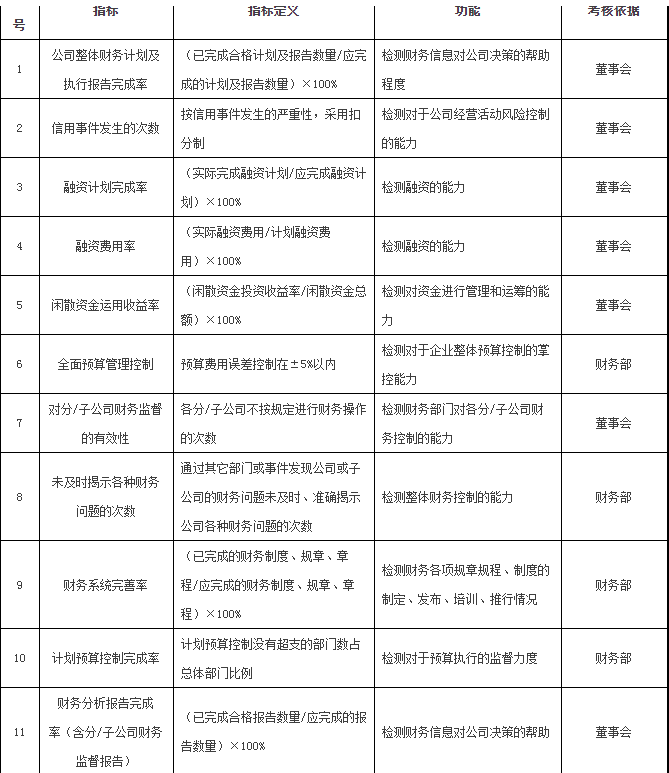 指标 指标定义 功能 考核依据
号
1 公司整体财务计划及 （已完成合格计划及报告数量/应完 检测财务信息对公司决策的帮助 董事会
执行报告完成率 成的计划及报告数量）×100% 程度
2 信用事件发生的次数 按信用事件发生的严重性，采用扣 检测对于公司经营活动风险控制 董事会
分制 的能力
3 融资计划完成率 （实际完成融资计划/应完成融资计 检测融资的能力 董事会
划）×100%
4 融资费用率 （实际融资费用/计划融资费 检测融资的能力 董事会
用）×100%
5 闲散资金运用收益率 （闲散资金投资收益率/闲散资金总 检测对资金进行管理和运筹的能 董事会
额）×100% 力
6 全面预算管理控制 预算费用误差控制在±5%以内 检测对于企业整体预算控制的掌 财务部
控能力
7 对分/子公司财务监督 各分/子公司不按规定进行财务操作 检测财务部门对各分/子公司财 董事会
的有效性 的次数 务控制的能力
8 未及时揭示各种财务 通过其它部门或事件发现公司或子 检测整体财务控制的能力 财务部
问题的次数 公司的财务问题未及时、准确揭示
公司各种财务问题的次数
9 财务系统完善率 （已完成的财务制度、规章、章 检测财务各项规章规程、制度的 财务部
程/应完成的财务制度、规章、章 制定、发布、培训、推行情况
程）×100%
10 计划预算控制完成率 计划预算控制没有超支的部门数占 检测对于预算执行的监督力度 财务部
总体部门比例
11 财务分析报告完成 （已完成合格报告数量/应完成的报 检测财务信息对公司决策的帮助 董事会
率（含分/子公司财务 告数量）×100%
监督报告）